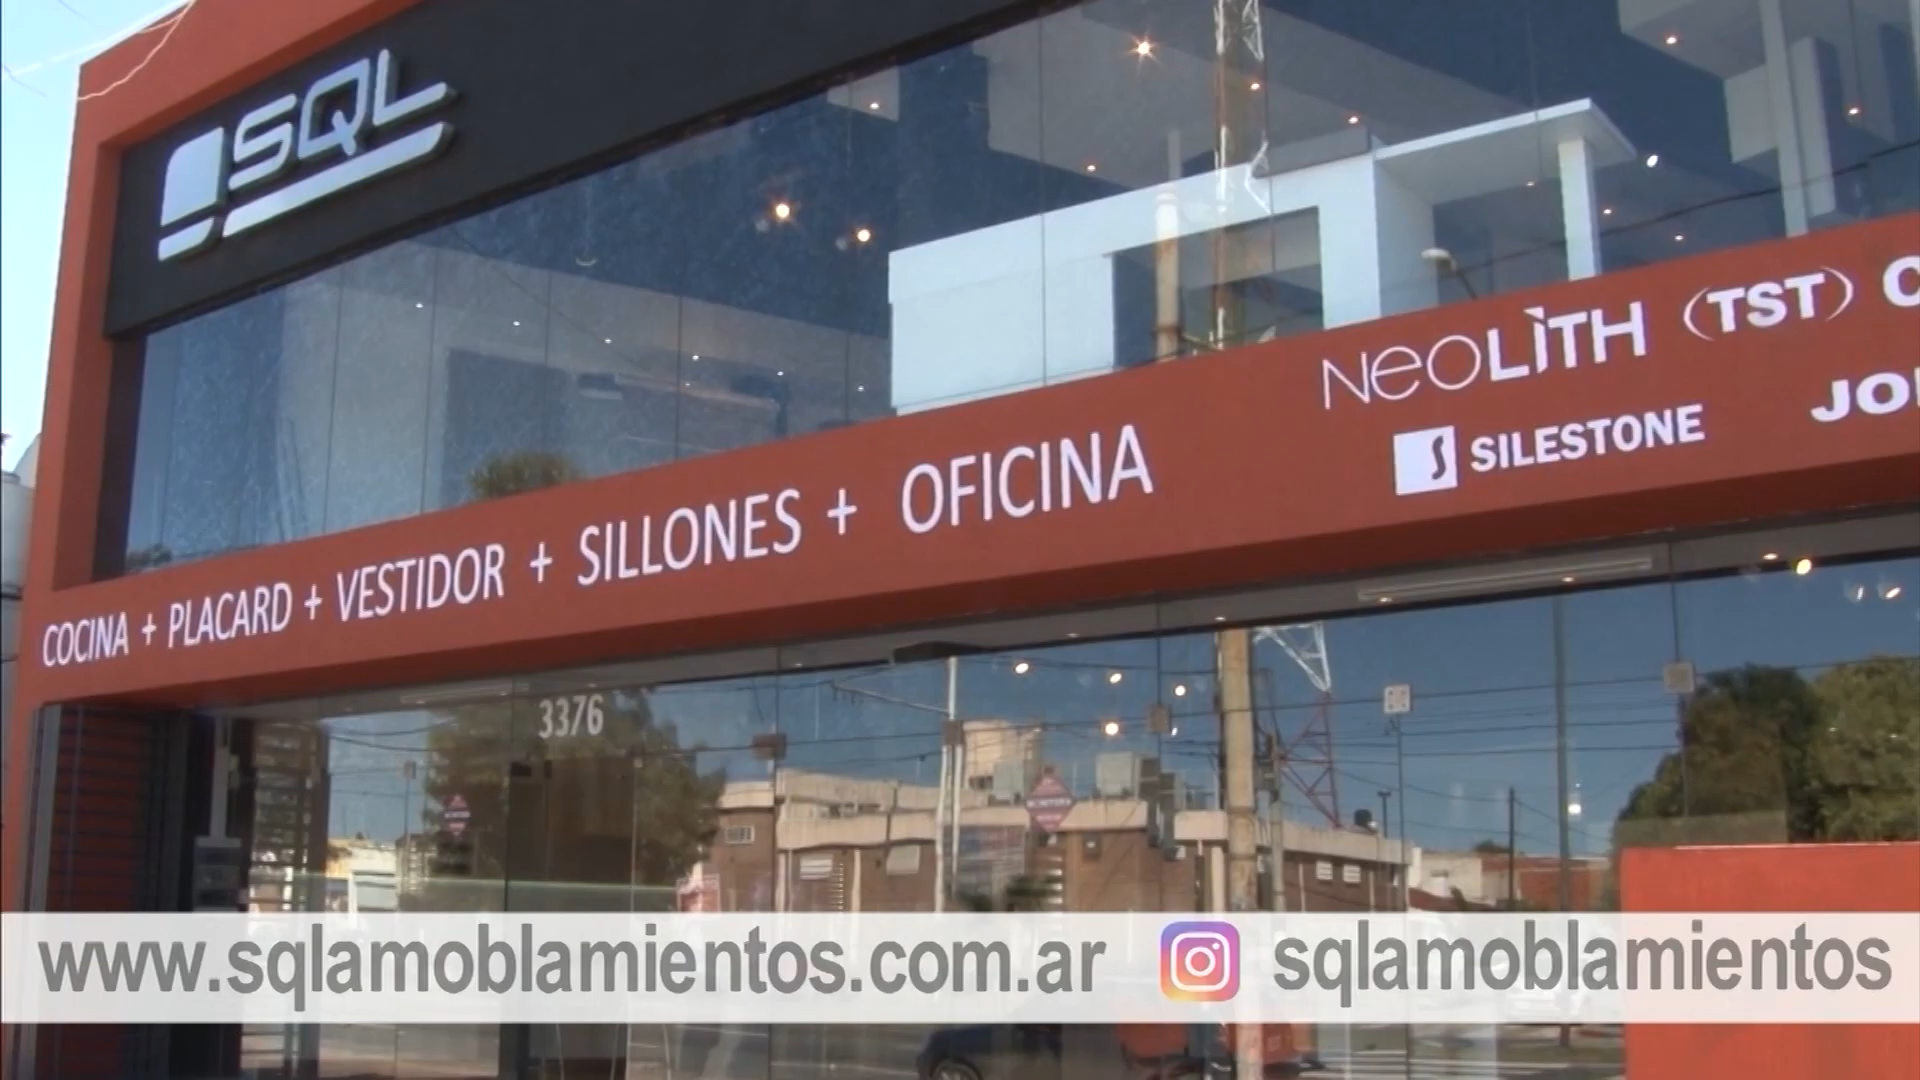 SQL
NEOLITH (TST)
SILESTONE
COCINA + PLACARD + VESTIDOR + SILLONES + OFICINA
3376
www.sqlamoblamientos.com.ar sqlamoblamientos